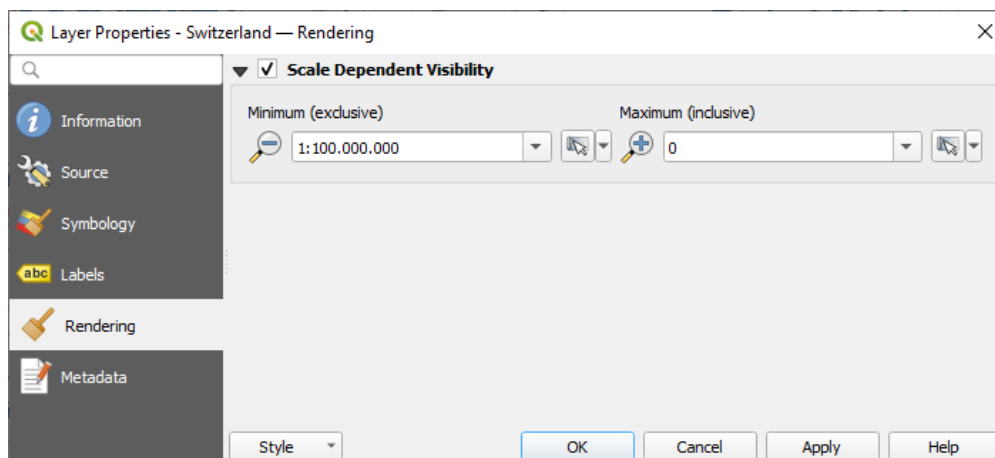 Layer Properties - Switzerland — Rendering
Information
Source
Symbology
abc Labels
Rendering
Metadata
Scale Dependent Visibility
Minimum (exclusive) Maximum (inclusive)
1:100.000.000 0
Style OK Cancel Apply Help